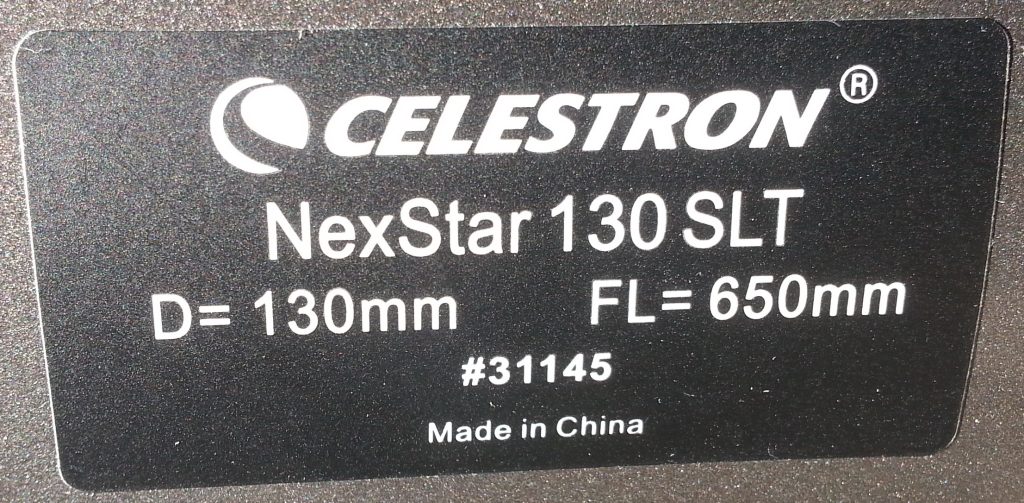 CELESTRON®
NexStar 130 SLT
D= 130mm FL= 650mm
#31145
Made in China